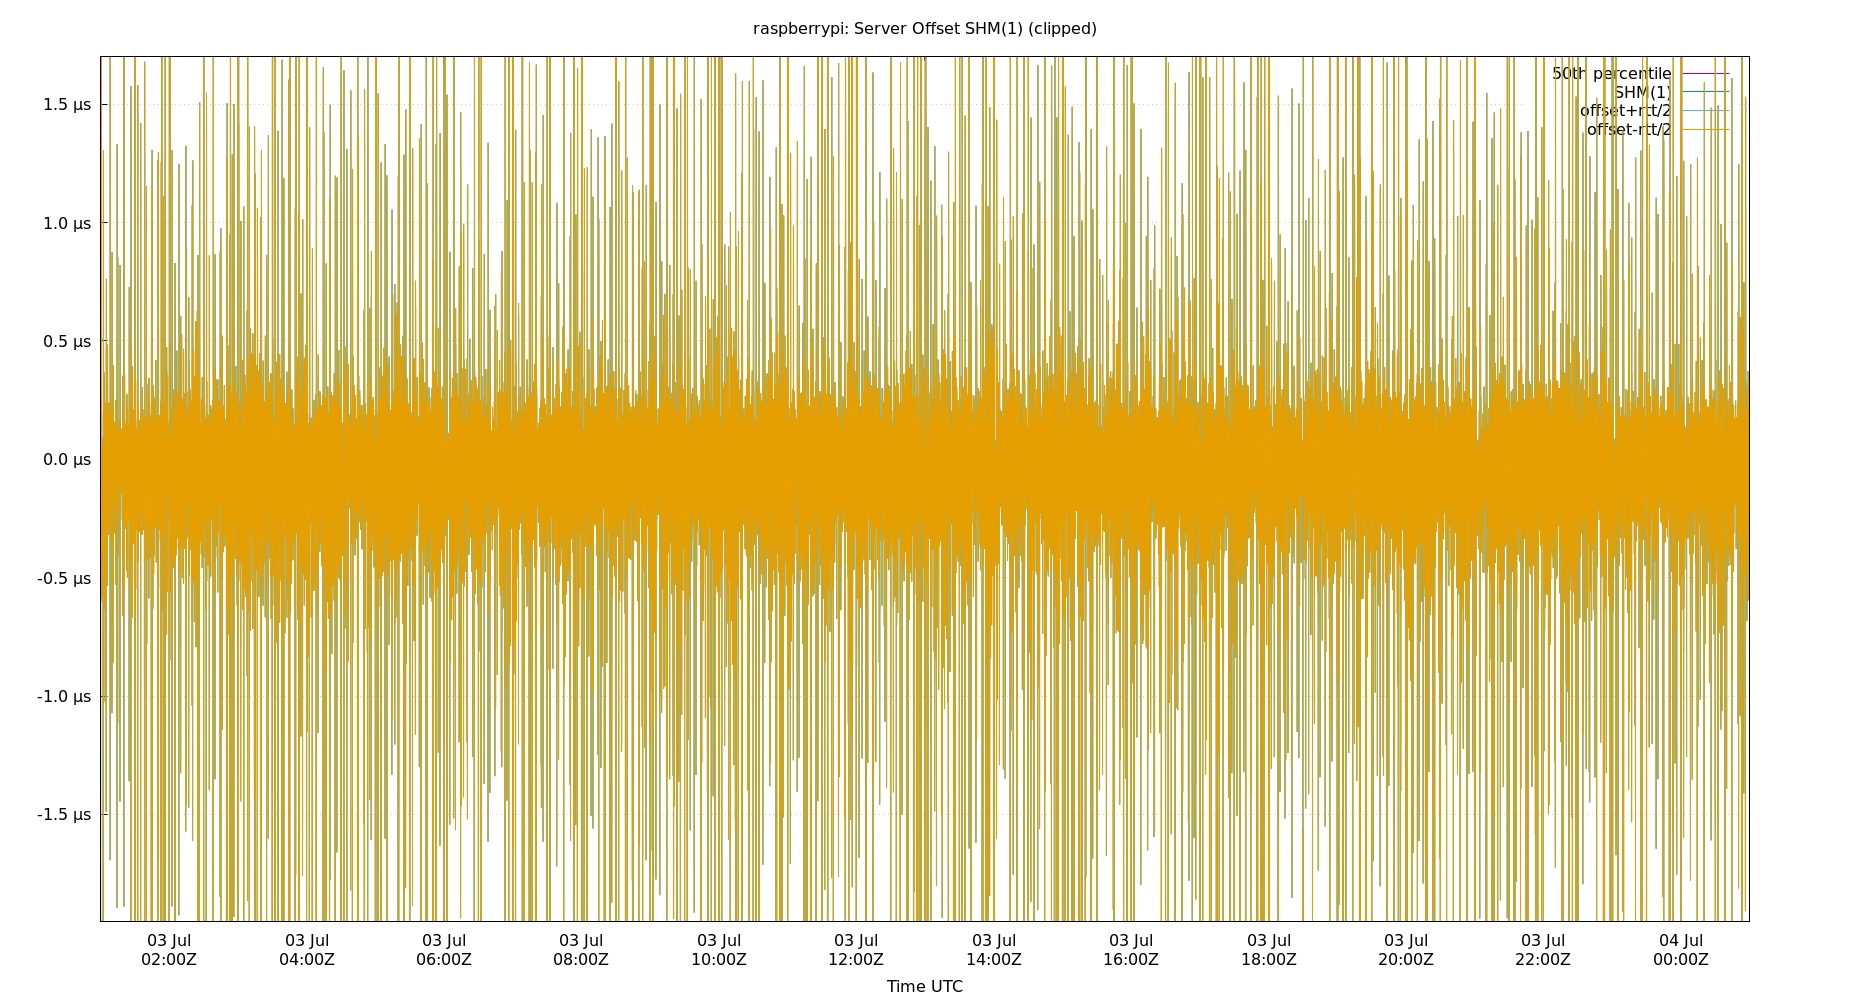 raspberrypi: Server Offset SHM(1) (clipped)
50th percentile
SHM(1)
offset+rtt/2
offset-rtt/2
1.5 µs
1.0 µs
0.5 µs
0.0 µs
-0.5 µs
-1.0 µs
-1.5 µs
03 Jul 03 Jul 03 Jul 03 Jul 03 Jul 03 Jul 03 Jul 03 Jul 03 Jul 03 Jul 03 Jul 04 Jul
02:00Z 04:00Z 06:00Z 08:00Z 10:00Z 12:00Z 14:00Z 16:00Z 18:00Z 20:00Z 22:00Z 00:00Z
Time UTC